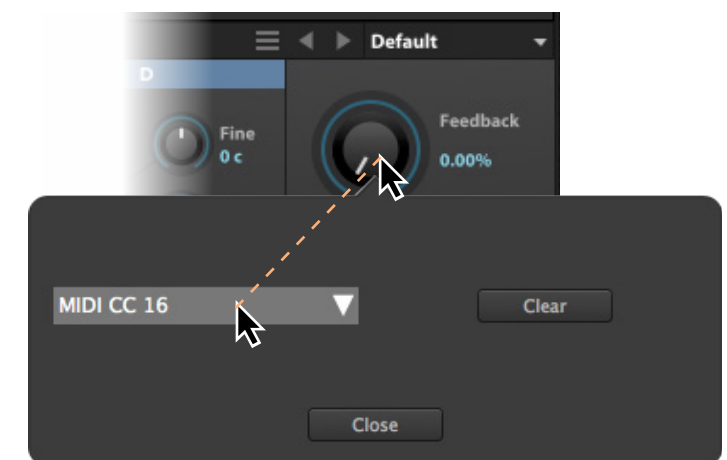 Default
D
Feedback
0.00%
Fine
0 c
MIDI CC 16
Clear
Close